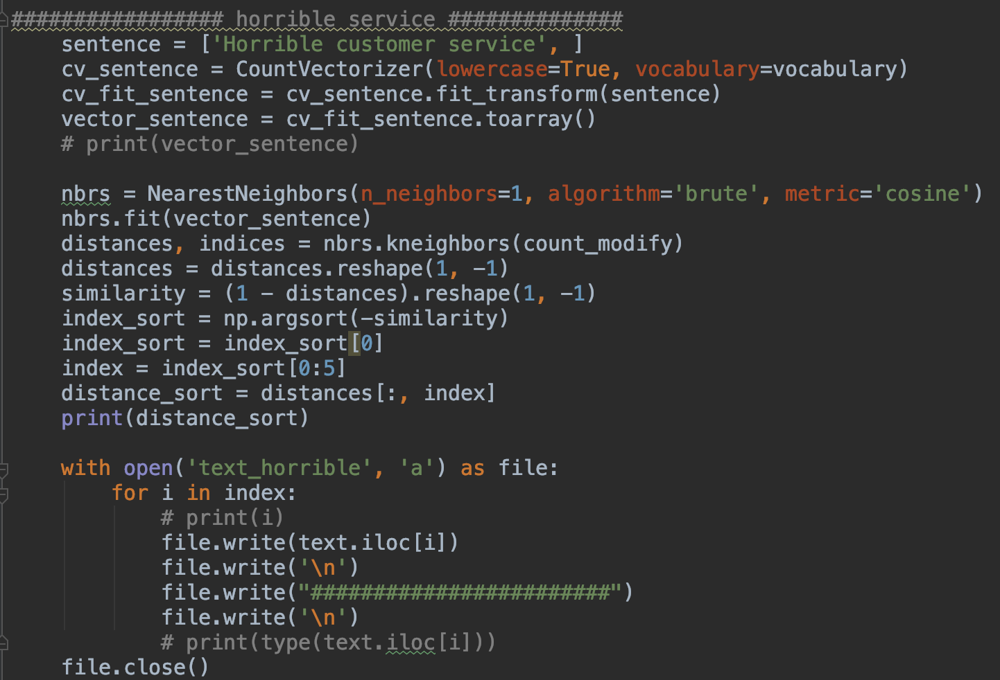 ################# horrible service ##############
sentence = ['Horrible customer service', ]
cv_sentence = CountVectorizer(lowercase=True, vocabulary=vocabulary)
cv_fit_sentence = cv_sentence.fit_transform(sentence)
vector_sentence = cv_fit_sentence.toarray()
# print(vector_sentence)
nbrs = NearestNeighbors(n_neighbors=1, algorithm='brute', metric='cosine')
nbrs.fit(vector_sentence)
distances, indices = nbrs.kneighbors(count_modify)
distances = distances.reshape(1, -1)
similarity = (1 - distances).reshape(1, -1)
index_sort = np.argsort(-similarity)
index_sort = index_sort[0]
index = index_sort[0:5]
distance_sort = distances[:, index]
print(distance_sort)
with open('text_horrible', 'a') as file:
for i in index:
# print(i)
file.write(text.iloc[i])
file.write('\n')
file.write("########################")
file.write('\n')
# print(type(text.iloc[i]))
file.close()